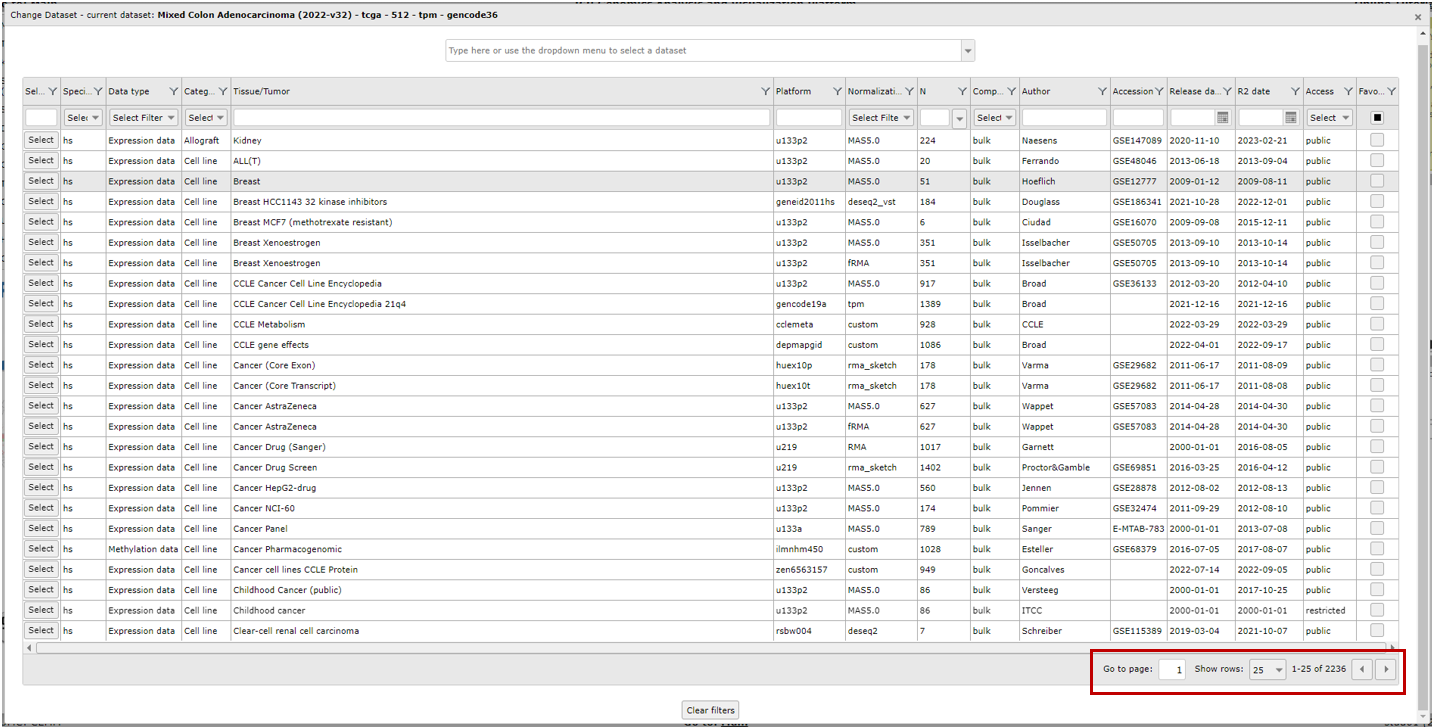 Change Dataset - current dataset: Mixed Colon Adenocarcinoma (2022-v32) - tcga - 512 - tpm - gencode36
Type here or use the dropdown menu to select a dataset
Sel... Speci... Data type Categ... Tissue/Tumor Platform Normalizati... N Comp... Author Accession Release da... R2 date Access Favo...
Selec Select Filter Select Select Filte Select Select
Select hs Expression data Allograft Kidney u133p2 MAS5.0 224 bulk Naesens GSE147089 2020-11-10 2023-02-21 public
Select hs Expression data Cell line ALL(T) u133p2 MAS5.0 20 bulk Ferrando GSE48046 2013-06-18 2013-09-04 public
Select hs Expression data Cell line Breast u133p2 MAS5.0 51 bulk Hoeflich GSE12777 2009-01-12 2009-08-11 public
Select hs Expression data Cell line Breast HCC1143 32 kinase inhibitors geneid2011hs deseq2_vst 184 bulk Douglass GSE186341 2021-10-28 2022-12-01 public
Select hs Expression data Cell line Breast MCF7 (methotrexate resistant) u133p2 MAS5.0 6 bulk Ciudad GSE16070 2009-09-08 2015-12-11 public
Select hs Expression data Cell line Breast Xenoestrogen u133p2 MAS5.0 351 bulk Isselbacher GSE50705 2013-09-10 2013-10-14 public
Select hs Expression data Cell line Breast Xenoestrogen u133p2 fRMA 351 bulk Isselbacher GSE50705 2013-09-10 2013-10-14 public
Select hs Expression data Cell line CCLE Cancer Cell Line Encyclopedia u133p2 MAS5.0 917 bulk Broad GSE36133 2012-03-20 2012-04-10 public
Select hs Expression data Cell line CCLE Cancer Cell Line Encyclopedia 21q4 gencode19a tpm 1389 bulk Broad 2021-12-16 2021-12-16 public
Select hs Expression data Cell line CCLE Metabolism cclemeta custom 928 bulk CCLE 2022-03-29 2022-03-29 public
Select hs Expression data Cell line CCLE gene effects depmapgid custom 1086 bulk Broad 2022-04-01 2022-09-17 public
Select hs Expression data Cell line Cancer (Core Exon) huex10p rma_sketch 178 bulk Varma GSE29682 2011-06-17 2011-08-09 public
Select hs Expression data Cell line Cancer (Core Transcript) huex10t rma_sketch 178 bulk Varma GSE29682 2011-06-17 2011-08-08 public
Select hs Expression data Cell line Cancer AstraZeneca u133p2 MAS5.0 627 bulk Wappet GSE57083 2014-04-28 2014-04-30 public
Select hs Expression data Cell line Cancer AstraZeneca u133p2 fRMA 627 bulk Wappet GSE57083 2014-04-28 2014-04-30 public
Select hs Expression data Cell line Cancer Drug (Sanger) u219 RMA 1017 bulk Garnett 2000-01-01 2016-08-05 public
Select hs Expression data Cell line Cancer Drug Screen u219 rma_sketch 1402 bulk Proctor&Gamble GSE69851 2016-03-25 2016-04-12 public
Select hs Expression data Cell line Cancer HepG2-drug u133p2 MAS5.0 560 bulk Jennen GSE28878 2012-08-02 2012-08-13 public
Select hs Expression data Cell line Cancer NCI-60 u133p2 MAS5.0 174 bulk Pommier GSE32474 2011-09-29 2012-08-10 public
Select hs Expression data Cell line Cancer Panel u133a MAS5.0 789 bulk Sanger E-MTAB-783 2000-01-01 2013-07-08 public
Select hs Methylation data Cell line Cancer Pharmacogenomic ilmnhm450 custom 1028 bulk Esteller GSE68379 2016-07-05 2017-08-07 public
Select hs Expression data Cell line Cancer cell lines CCLE Protein zen6563157 custom 949 bulk Goncalves 2022-07-14 2022-09-05 public
Select hs Expression data Cell line Childhood Cancer (public) u133p2 MAS5.0 86 bulk Versteeg 2000-01-01 2017-10-25 public
Select hs Expression data Cell line Childhood cancer u133p2 MAS5.0 86 bulk ITCC 2000-01-01 2000-01-01 restricted
Select hs Expression data Cell line Clear-cell renal cell carcinoma rsbw004 deseq2 7 bulk Schreiber GSE115389 2019-03-04 2021-10-07 public
Go to page: 1 Show rows: 25 1-25 of 2236
Clear filters